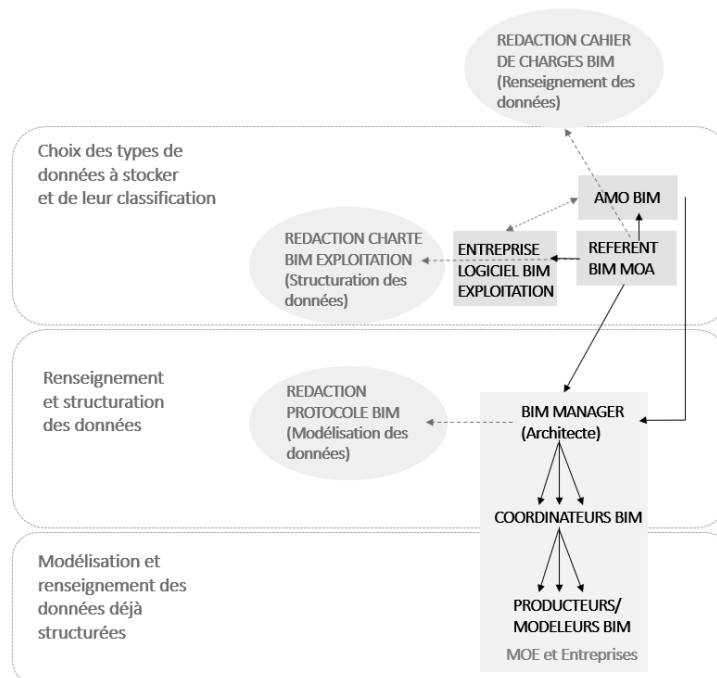 REDACTION CAHIER
DE CHARGES BIM
(Renseignement des
données)
Choix des types de
données à stocker
et de leur classification
AMO BIM
REDACTION CHARTE
BIM EXPLOITATION
(Structuration des
données)
ENTREPRISE
LOGICIEL BIM
EXPLOITATION
REFERENT
BIM MOA
Renseignement
et structuration
des données
REDACTION
PROTOCOLE BIM
(Modélisation des
données)
BIM MANAGER
(Architecte)
COORDINATEURS BIM
Modélisation et
renseignement des
données déjà
structurées
PRODUCTEURS/
MODELEURS BIM
MOE et Entreprises